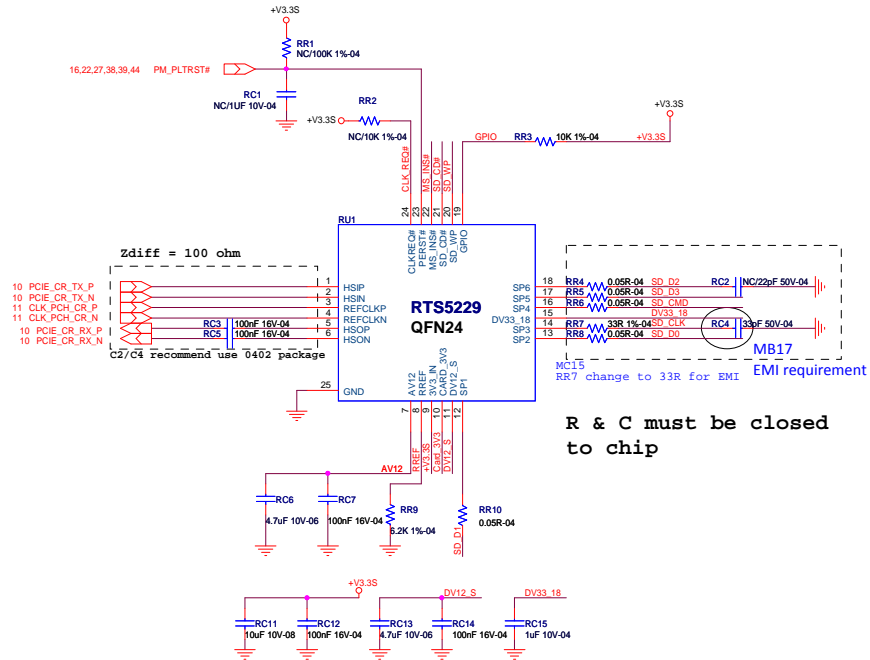 +V3.3S
RR1
NC/100K 1%-04
16,22,27,38,39,44 PM_PLTRST#
RC1
NC/1UF 10V-04
RR2
+V3.3S
NC/10K 1%-04
+V3.3S
GPIO
RR3
10K 1%-04
+V3.3S
CLK_REQ#
MS_INS#
SD_CD#
SD_WP
24
23
22
21
20
19
RU1
CLKREQ#
PERST#
MS_INS#
SD_CD#
SD_WP
GPIO
Zdiff = 100 ohm
10 PCIE_CR_TX_P
10 PCIE_CR_TX_N
11 CLK_PCH_CR_P
11 CLK_PCH_CR_N
10 PCIE_CR_RX_P
10 PCIE_CR_RX_N
RC3 100nF 16V-04
RC5 100nF 16V-04
C2/C4 recommend use 0402 package
1 HSIP
2 HSIN
3 REFCLKP
4 REFCLKN
5 HSOP
6 HSON
25 GND
RTS5229
QFN24
SP6 18 RR4 0.05R-04 SD_D2 RC2 NC/22pF 50V-04
SP5 17 RR5 0.05R-04 SD_D3
SP4 16 RR6 0.05R-04 SD_CMD
DV33_18 15 DV33_18
SP3 14 RR7 33R 1%-04 SD_CLK RC4 33pF 50V-04
SP2 13 RR8 0.05R-04 SD_D0
MB17
EMI requirement
MC15
RR7 change to 33R for EMI
R & C must be closed
to chip
AV12
RREF
3V3_IN
CARD_3V3
DV12_S
SP1
7
8
9
10
11
12
RREF
+V3.3S
Card_3V3
DV12_S
AV12
RC6
4.7uF 10V-06
RC7
100nF 16V-04
RR9
6.2K 1%-04
RR10
0.05R-04
SD_D1
+V3.3S
DV12_S
DV33_18
RC11
10uF 10V-08
RC12
100nF 16V-04
RC13
4.7uF 10V-06
RC14
100nF 16V-04
RC15
1uF 10V-04